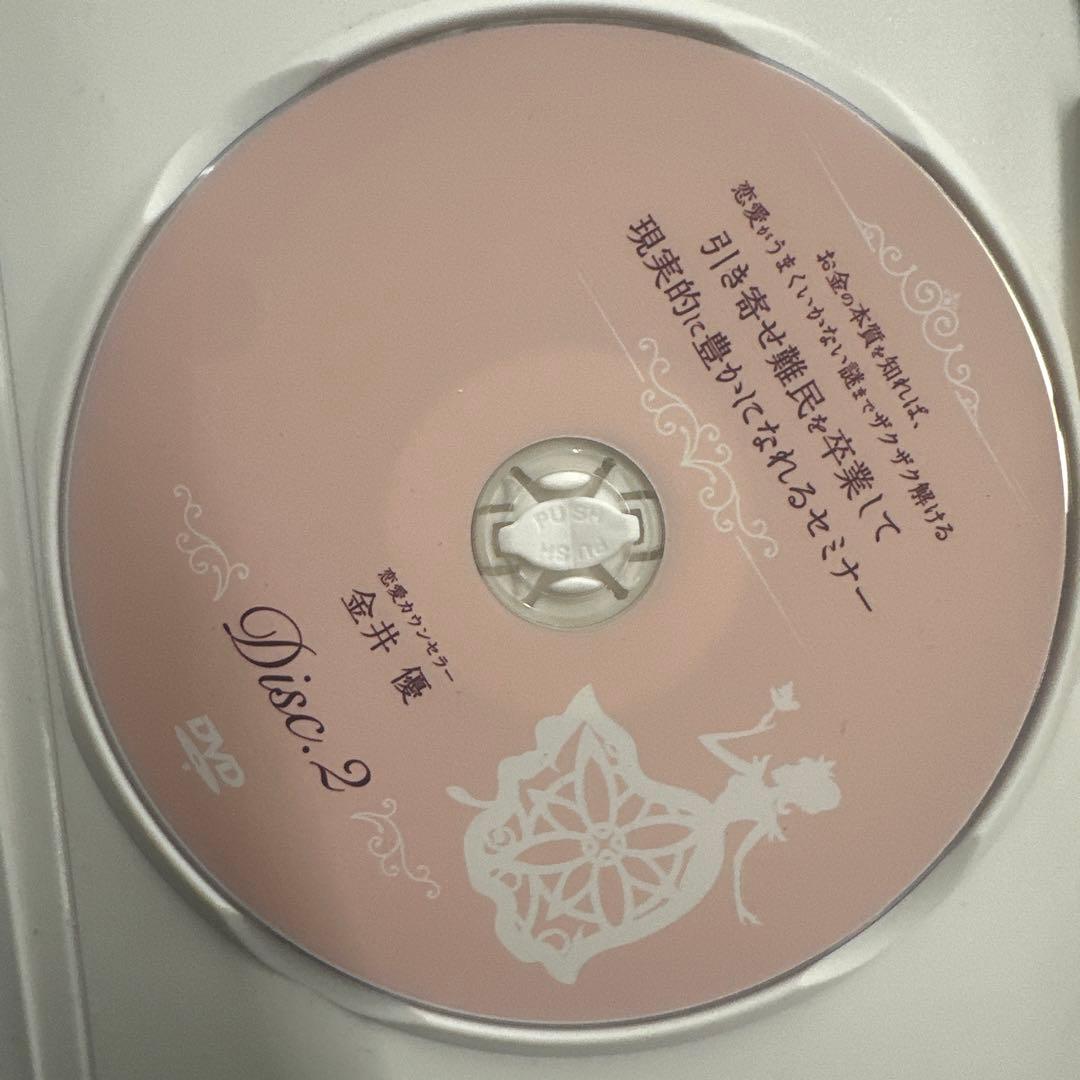 お金の本質を知れば、
恋愛がうまくいかない謎までザクザク解ける
引き寄せ難民を卒業して
現実的に豊かになれるセミナー
恋愛カウンセラー
金井 優
Disc.2
DVD
PUSH
PUSH